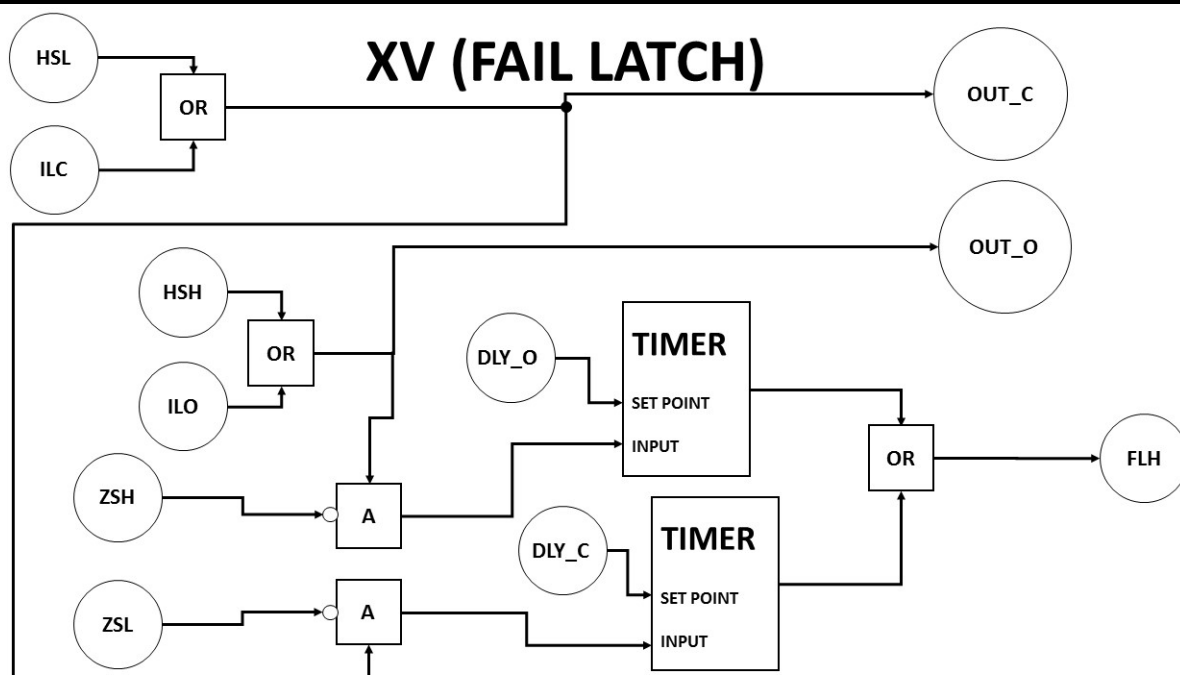 XV (FAIL LATCH)
HSL
OR
ILC
OUT_C
OUT_O
HSH
OR
ILO
DLY_O
TIMER
SET POINT
INPUT
ZSH
A
OR
FLH
DLY_C
TIMER
SET POINT
INPUT
ZSL
A